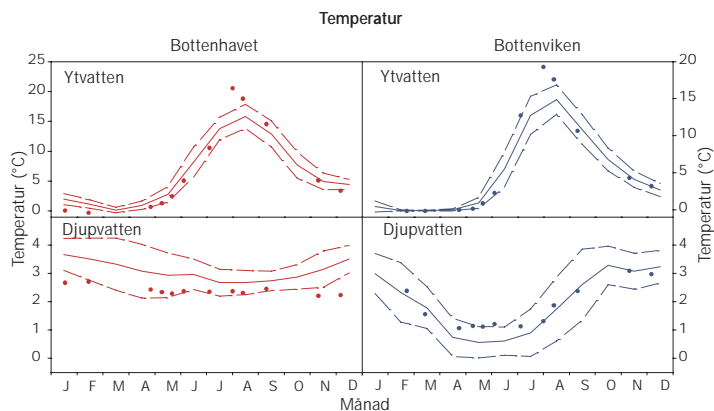 Temperatur
Bottenhavet
Bottenviken
25
20
15
10
5
0
Ytvatten
Ytvatten
20
15
10
5
0
Temperatur (°C)
Temperatur (°C)
Djupvatten
Djupvatten
4
3
2
1
0
4
3
2
1
0
J F M A M J J A S O N D
J F M A M J J A S O N D
Månad